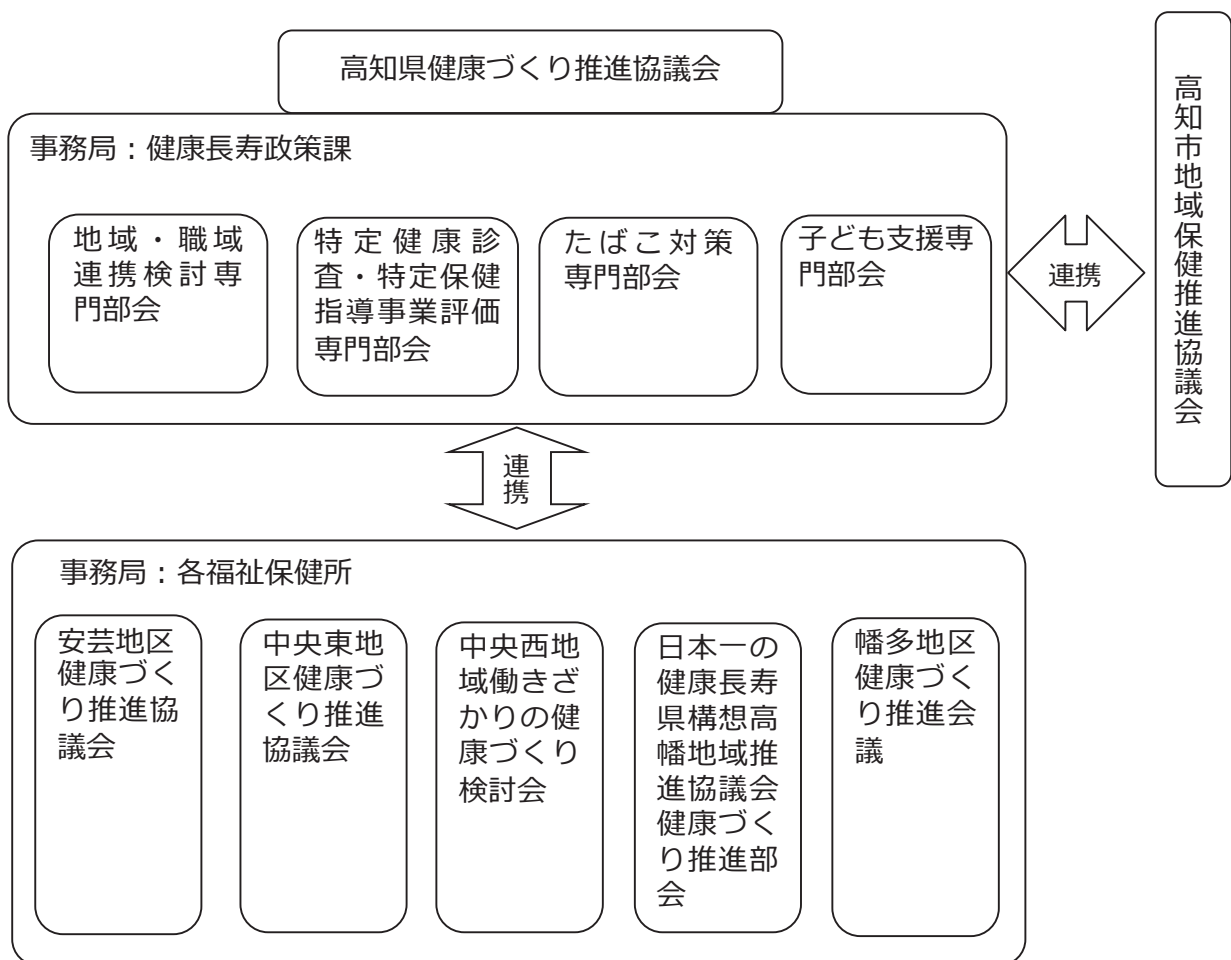 高知県健康づくり推進協議会
事務局：健康長寿政策課
地域・職域
連携検討専
門部会
特定健康診
査・特定保健
指導事業評価
専門部会
たばこ対策
専門部会
子ども支援専
門部会
連携
高知市地域保健推進協議会
連
携
事務局：各福祉保健所
安芸地区
健康づく
り推進協
議会
中央東地
区健康づ
くり推進
協議会
中央西地
域働きざ
かりの健
康づくり
検討会
日本一の
健康長寿
県構想高
幡地域推
進協議会
健康づく
り推進部
会
幡多地区
健康づく
り推進会
議